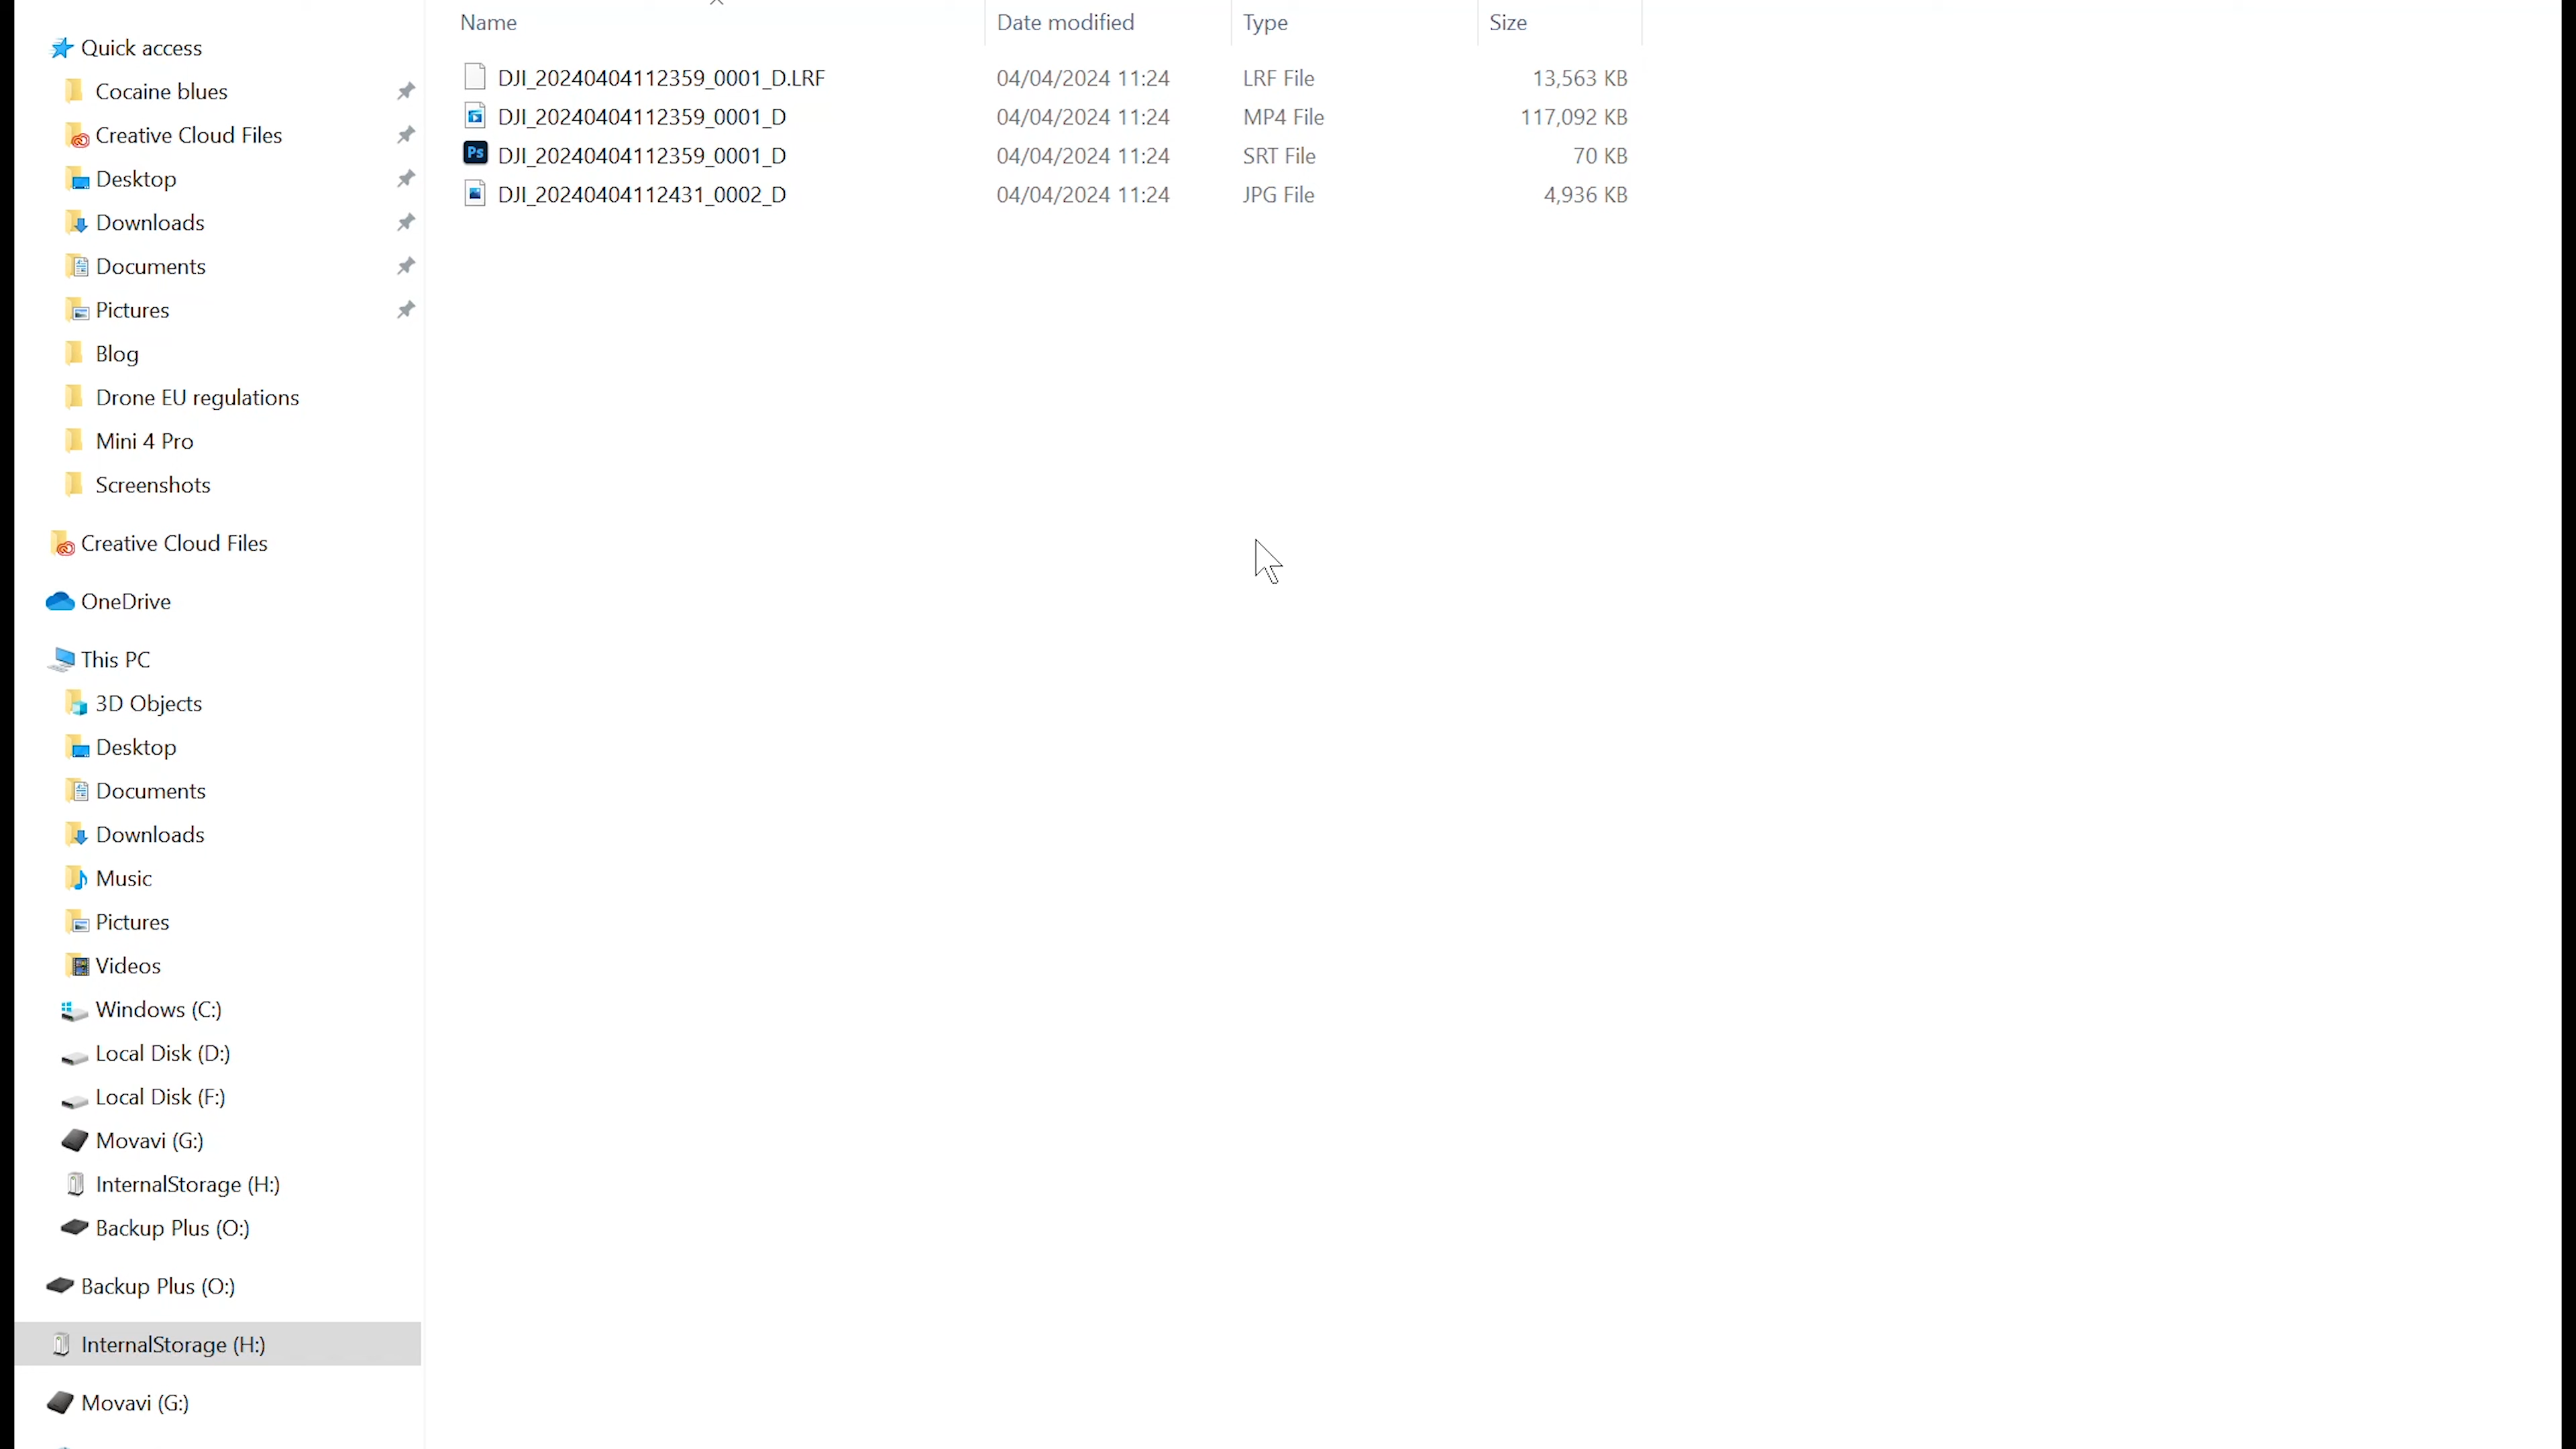 Name Date modified Type Size
DJI_20240404112359_0001_D.LRF 04/04/2024 11:24 LRF File 13,563 KB
DJI_20240404112359_0001_D 04/04/2024 11:24 MP4 File 117,092 KB
Ps DJI_20240404112359_0001_D 04/04/2024 11:24 SRT File 70 KB
DJI_20240404112431_0002_D 04/04/2024 11:24 JPG File 4,936 KB
Quick access
Cocaine blues
Creative Cloud Files
Desktop
Downloads
Documents
Pictures
Blog
Drone EU regulations
Mini 4 Pro
Screenshots
Creative Cloud Files
OneDrive
This PC
3D Objects
Desktop
Documents
Downloads
Music
Pictures
Videos
Windows (C:)
Local Disk (D:)
Local Disk (F:)
Movavi (G:)
InternalStorage (H:)
Backup Plus (O:)
Backup Plus (O:)
InternalStorage (H:)
Movavi (G:)